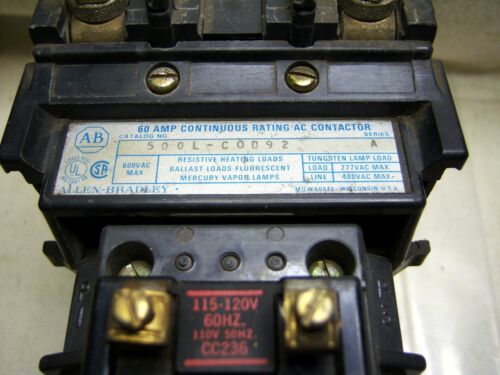 60 AMP CONTINUOUS RATING AC CONTACTOR
CATALOG NO. SERIES
500L-COD92 A
A-B
UL SA
600VAC MAX
RESISTIVE HEATING LOADS
BALLAST LOADS FLUORESCENT
MERCURY VAPOR LAMPS
TUNGSTEN LAMP LOAD
LOAD 277VAC MAX
LINE 480VAC MAX
ALLEN-BRADLEY MILWAUKEE-WISCONSIN U.S.A.
115-120V
60HZ.
110V 50HZ.
CC236